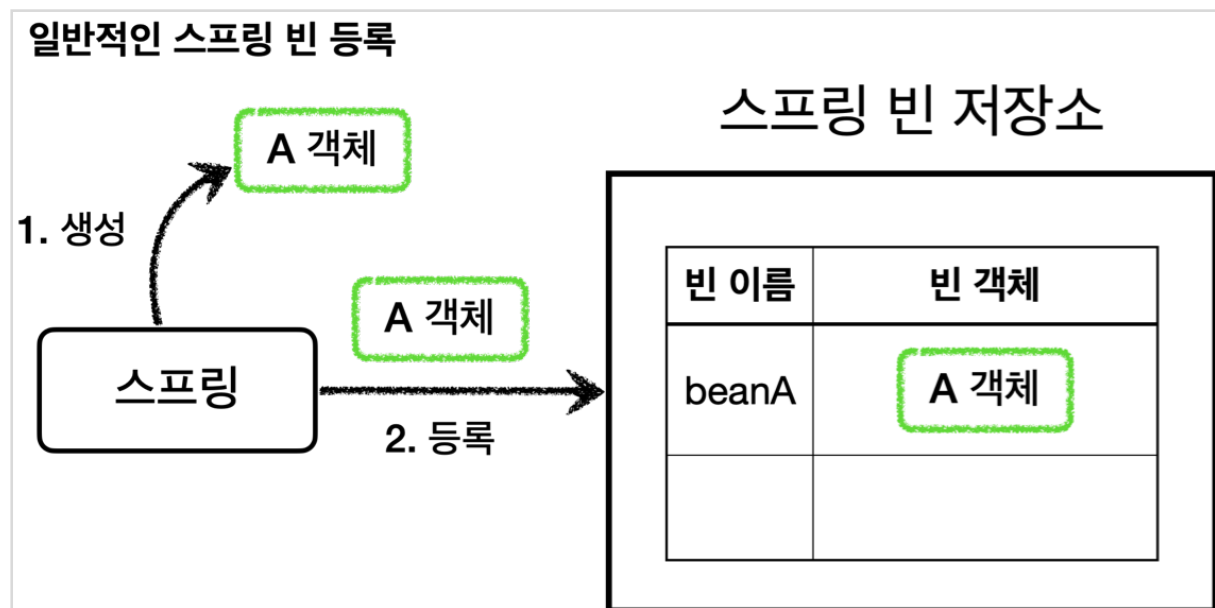 일반적인 스프링 빈 등록
스프링 빈 저장소
A 객체
1. 생성
A 객체
스프링
2. 등록
빈 이름 빈 객체
beanA A 객체